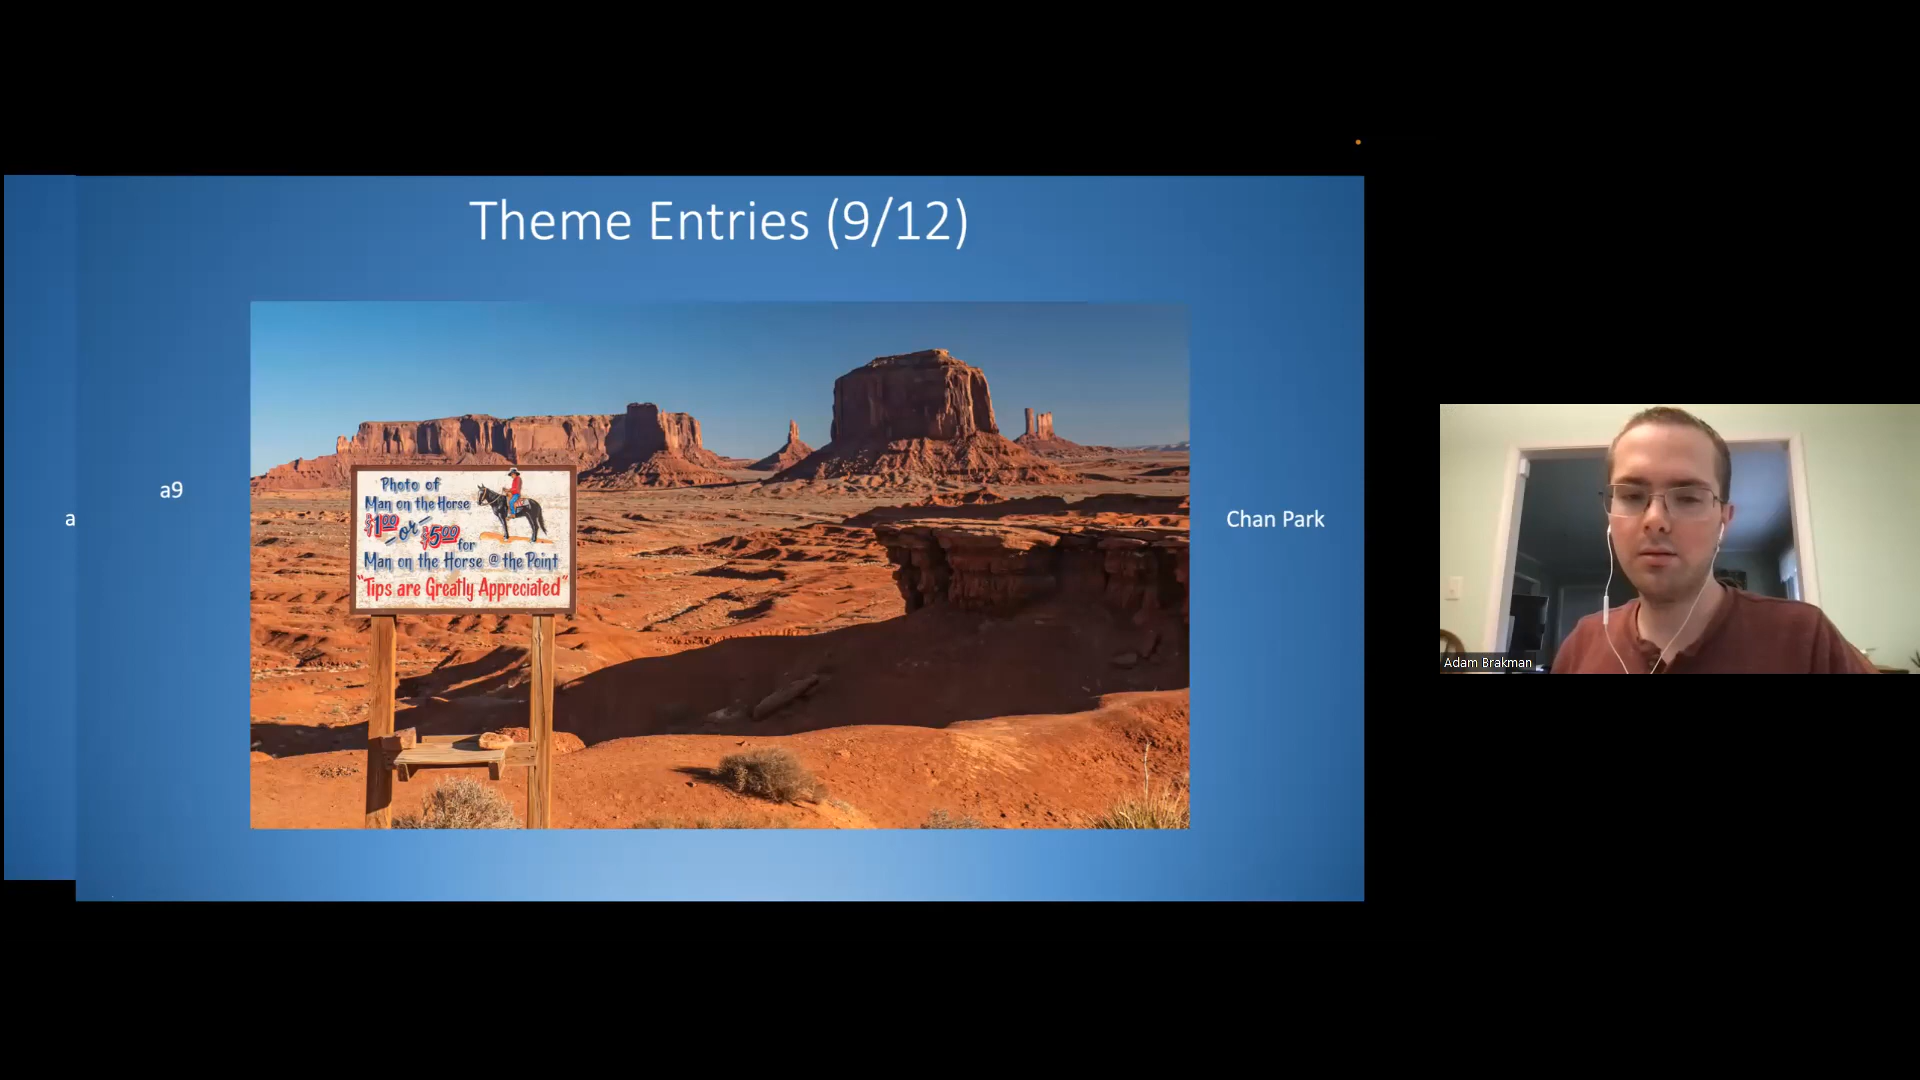 Theme Entries (9/12)
a9
a
Photo of
Man on the Horse
$1.00 or $5.00 for
Man on the Horse @ the Point
"Tips are Greatly Appreciated"
Chan Park
Adam Brakman